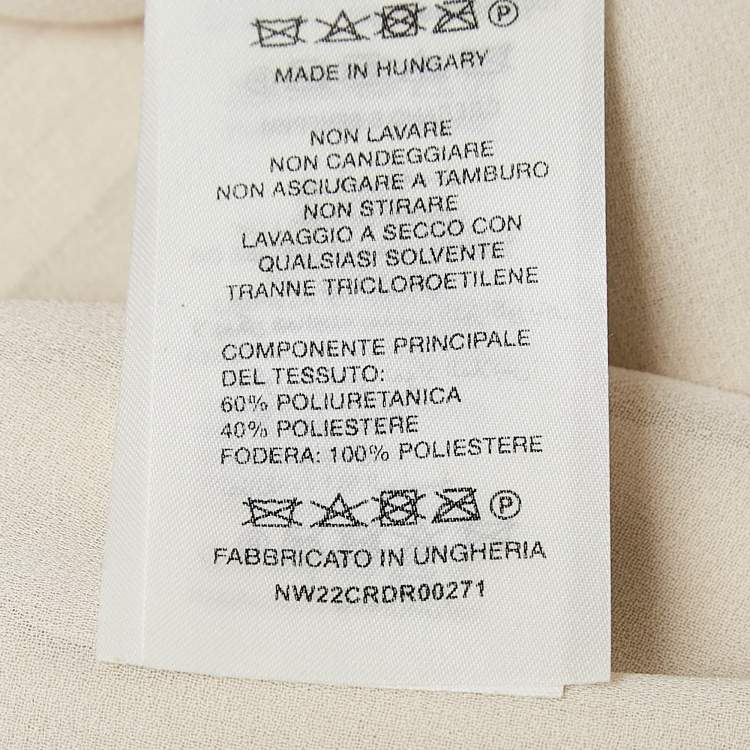 MADE IN HUNGARY
NON LAVARE
NON CANDEGGIARE
NON ASCIUGARE A TAMBURO
NON STIRARE
LAVAGGIO A SECCO CON
QUALSIASI SOLVENTE
TRANNE TRICLOROETILENE
COMPONENTE PRINCIPALE
DEL TESSUTO:
60% POLIURETANICA
40% POLIESTERE
FODERA: 100% POLIESTERE
FABBRICATO IN UNGHERIA
NW22CRDR00271